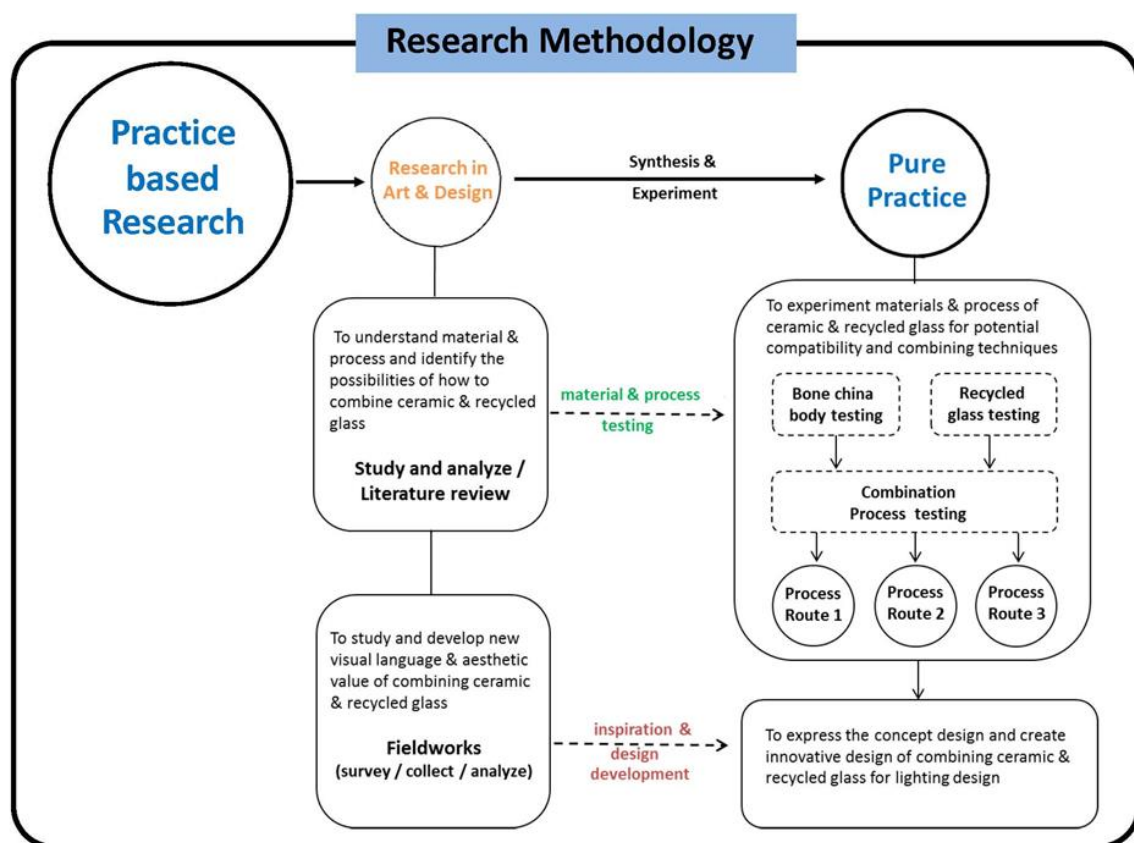 Research Methodology
Practice
based
Research
Research in
Art & Design
Synthesis &
Experiment
Pure
Practice
To understand material &
process and identify the
possibilities of how to
combine ceramic & recycled
glass
Study and analyze /
Literature review
material & process
testing
To experiment materials & process of
ceramic & recycled glass for potential
compatibility and combining techniques
Bone china
body testing
Recycled
glass testing
Combination
Process testing
Process
Route 1
Process
Route 2
Process
Route 3
To study and develop new
visual language & aesthetic
value of combining ceramic
& recycled glass
Fieldworks
(survey / collect / analyze)
inspiration &
design
development
To express the concept design and create
innovative design of combining ceramic &
recycled glass for lighting design